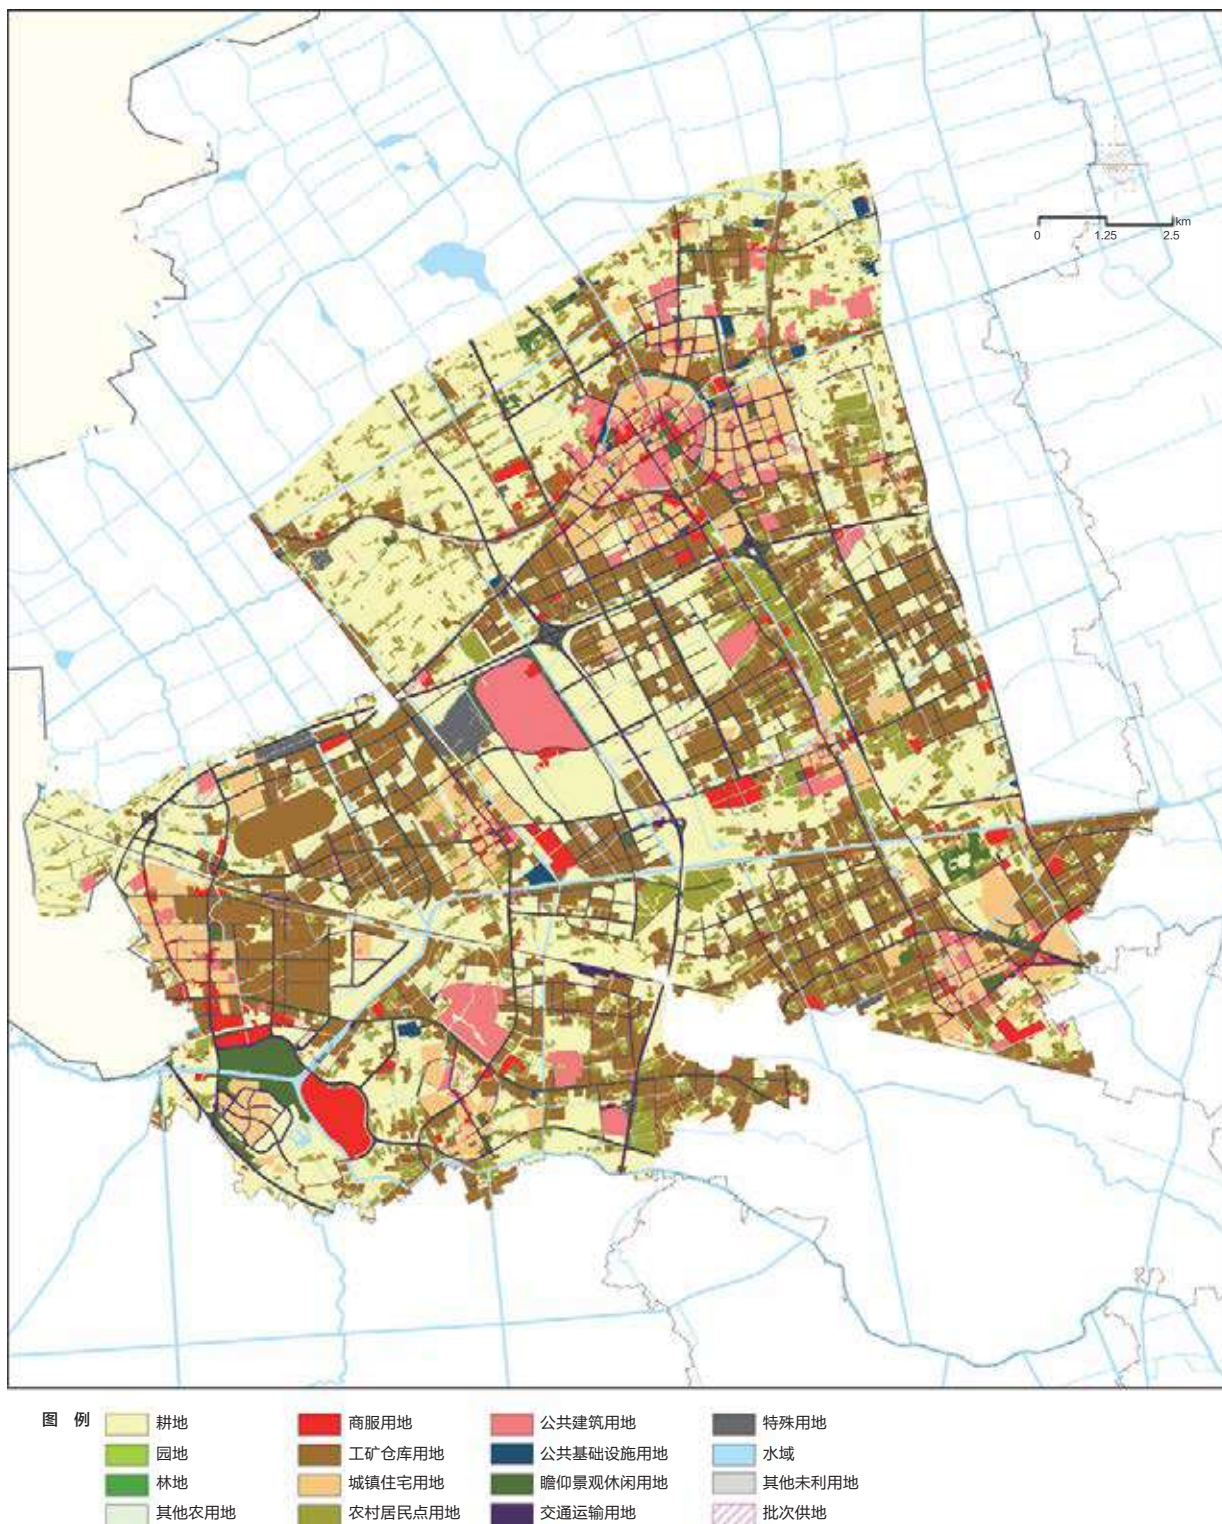 km
0 1.25 2.5
图 例
耕地 商服用地 公共建筑用地 特殊用地
园地 工矿仓库用地 公共基础设施用地 水域
林地 城镇住宅用地 瞻仰景观休闲用地 其他未利用地
其他农用地 农村居民点用地 交通运输用地 批次供地